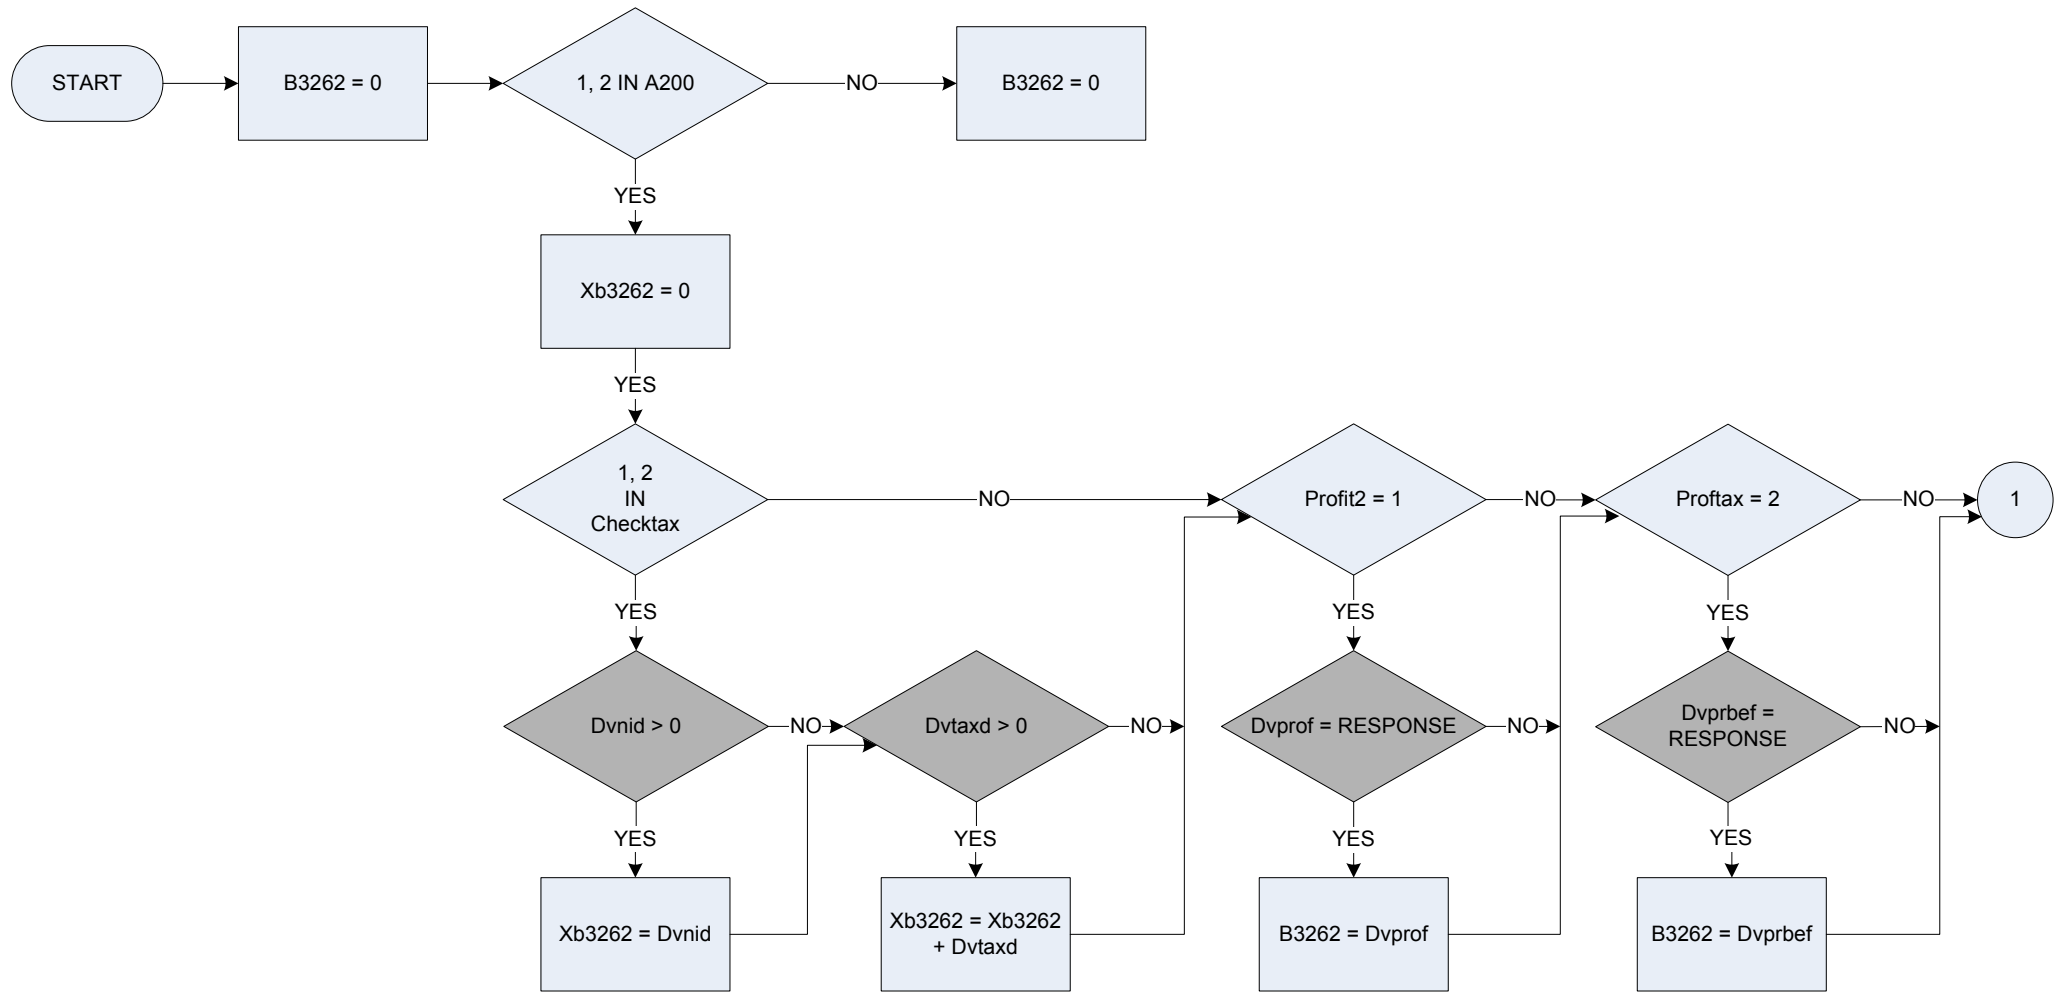 START
B3262 = 0
1, 2 IN A200
NO
B3262 = 0
YES
Xb3262 = 0
YES
1, 2
IN
Checktax
NO
Profit2 = 1
NO
Proftax = 2
NO
1
YES
YES
YES
Dvnid > 0
NO
Dvtaxd > 0
NO
Dvprof = RESPONSE
NO
Dvprbef =
RESPONSE
NO
YES
YES
YES
YES
Xb3262 = Dvnid
Xb3262 = Xb3262
+ Dvtaxd
B3262 = Dvprof
B3262 = Dvprbef